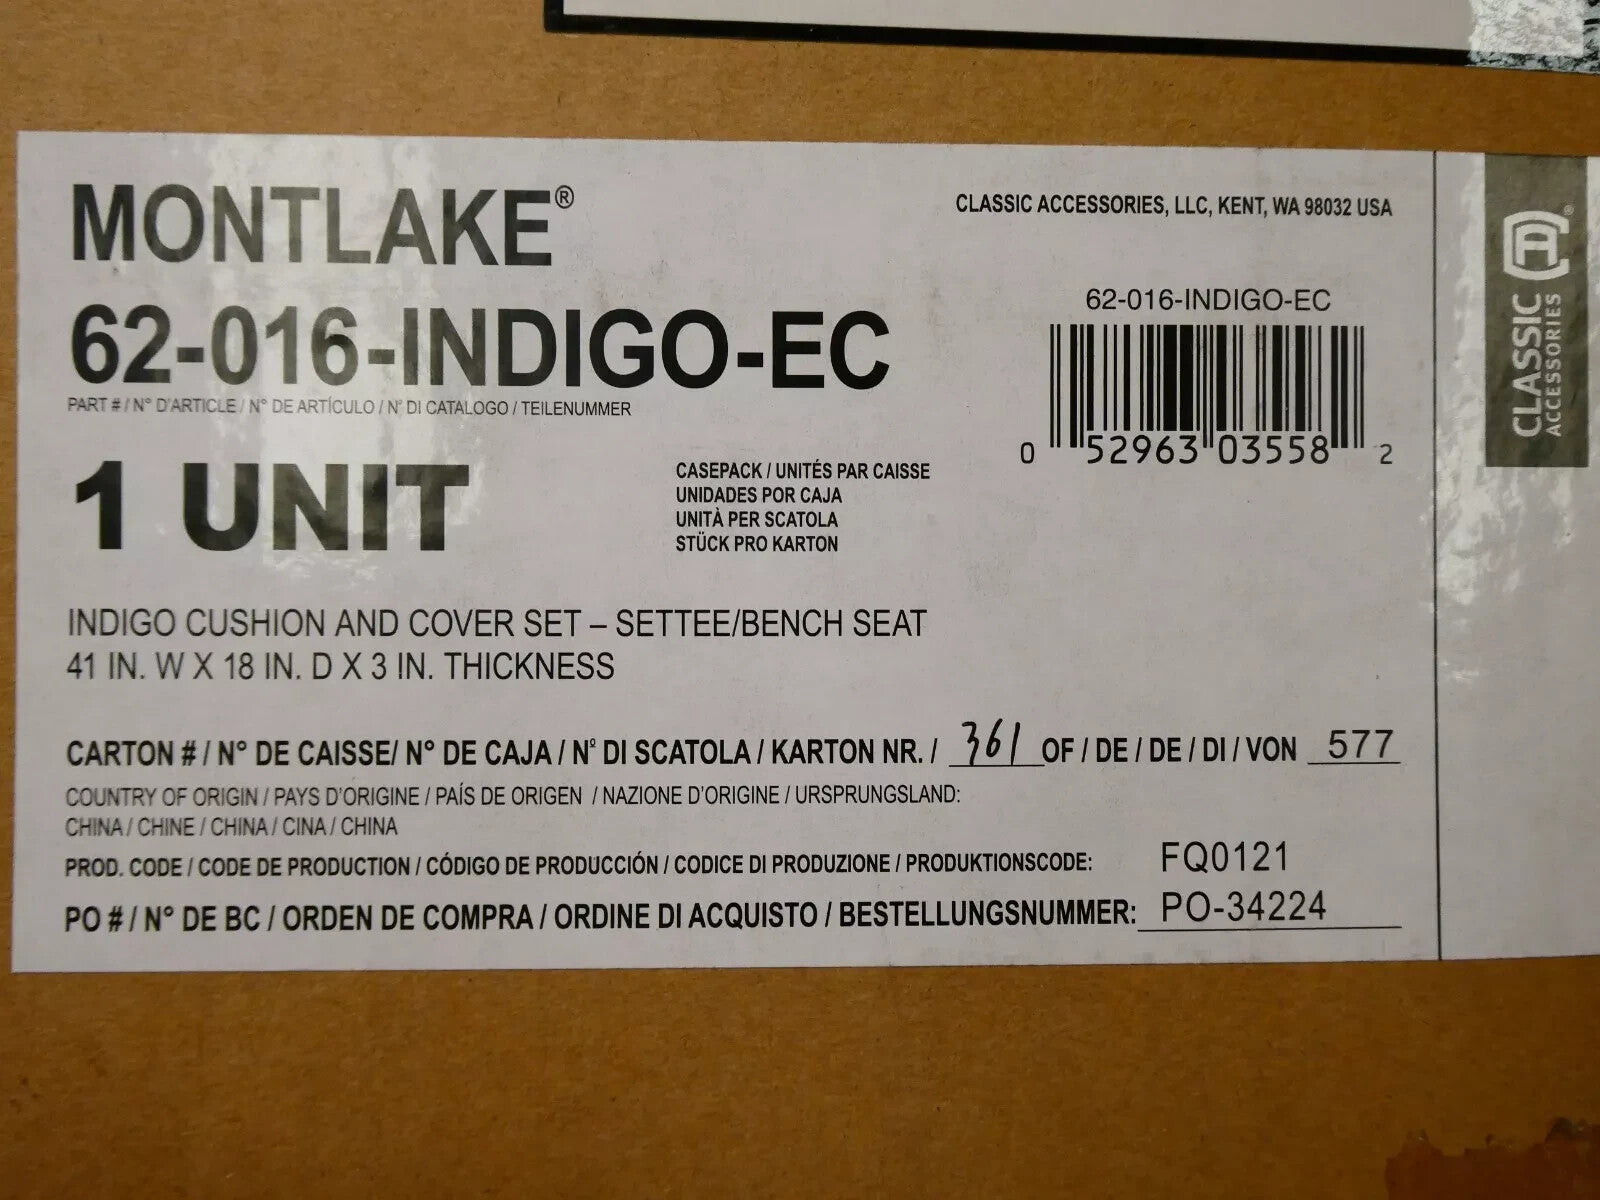 MONTLAKE®
CLASSIC ACCESSORIES, LLC, KENT, WA 98032 USA
62-016-INDIGO-EC
PART # / N° D'ARTICLE / N° DE ARTÍCULO / N° DI CATALOGO / TEILENUMMER
62-016-INDIGO-EC
0 52963 03558 2
1 UNIT
CASEPACK / UNITÉS PAR CAISSE
UNIDADES POR CAJA
UNITÀ PER SCATOLA
STÜCK PRO KARTON
INDIGO CUSHION AND COVER SET – SETTEE/BENCH SEAT
41 IN. W X 18 IN. D X 3 IN. THICKNESS
CARTON # / N° DE CAISSE/ N° DE CAJA / Nº DI SCATOLA / KARTON NR. / 361 OF / DE / DE / DI / VON 577
COUNTRY OF ORIGIN / PAYS D'ORIGINE / PAÍS DE ORIGEN / NAZIONE D'ORIGINE / URSPRUNGSLAND:
CHINA / CHINE / CHINA / CINA / CHINA
PROD. CODE / CODE DE PRODUCTION / CÓDIGO DE PRODUCCIÓN / CODICE DI PRODUZIONE / PRODUKTIONSCODE: FQ0121
PO # / N° DE BC / ORDEN DE COMPRA / ORDINE DI ACQUISTO / BESTELLUNGSNUMMER: PO-34224
CA®
CLASSIC
ACCESSORIES